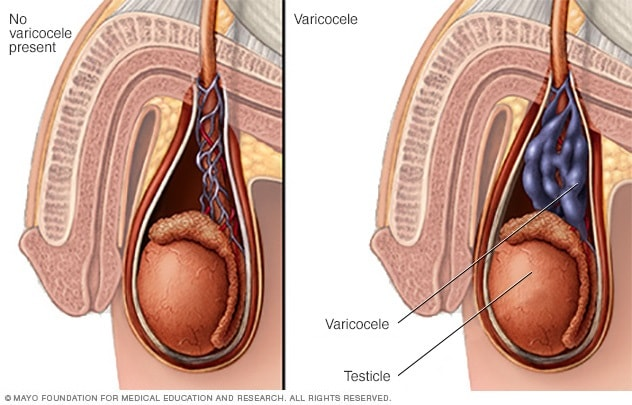 No
varicocele
present
Varicocele
Varicocele
Testicle
© MAYO FOUNDATION FOR MEDICAL EDUCATION AND RESEARCH. ALL RIGHTS RESERVED.